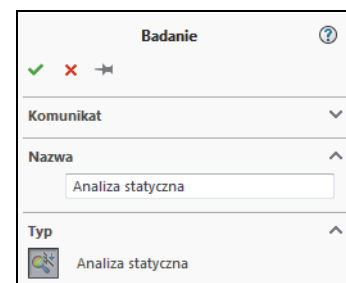 Badanie
Komunikat
Nazwa
Analiza statyczna
Typ
Analiza statyczna